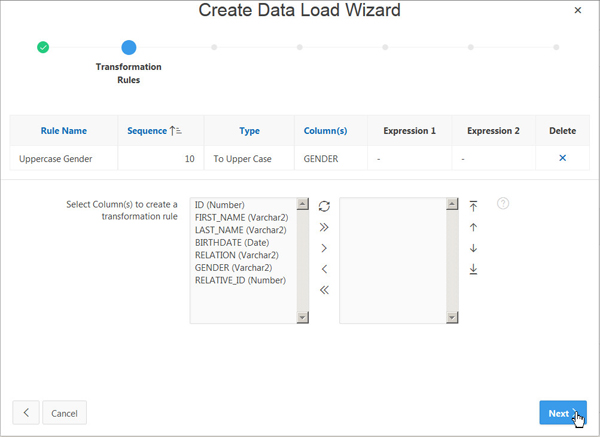 Create Data Load Wizard
Transformation
Rules
Rule Name Sequence Type Column(s) Expression 1 Expression 2 Delete
Uppercase Gender 10 To Upper Case GENDER - -
Select Column(s) to create a
transformation rule
ID (Number)
FIRST_NAME (Varchar2)
LAST_NAME (Varchar2)
BIRTHDATE (Date)
RELATION (Varchar2)
GENDER (Varchar2)
RELATIVE_ID (Number)
Cancel
Next